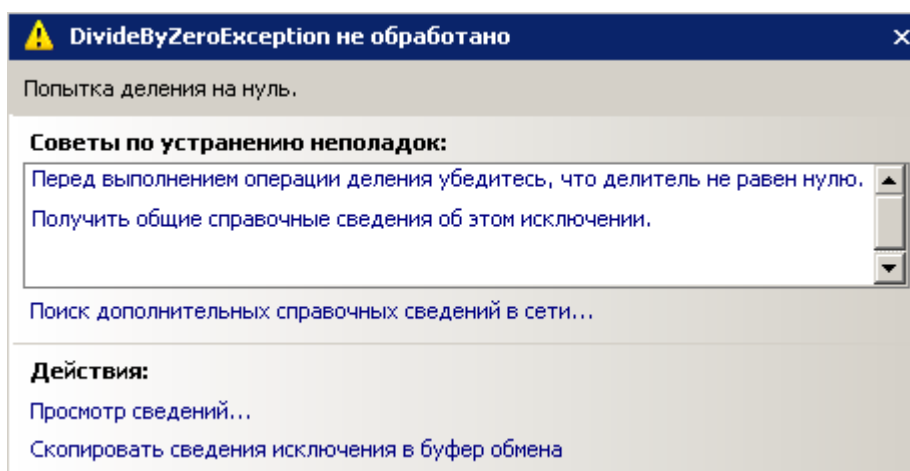 DivideByZeroException не обработано
Попытка деления на нуль.
Советы по устранению неполадок:
Перед выполнением операции деления убедитесь, что делитель не равен нулю.
Получить общие справочные сведения об этом исключении.
Поиск дополнительных справочных сведений в сети...
Действия:
Просмотр сведений...
Скопировать сведения исключения в буфер обмена